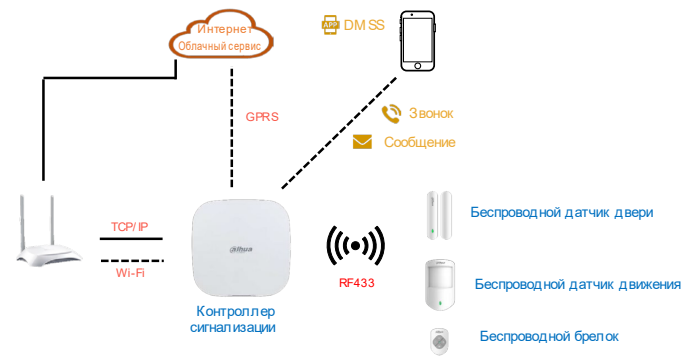 Интернет
Облачный сервис
APP DMSS
GPRS
Звонок
Сообщение
TCP/IP
Wi-Fi
alhua
RF433
Контроллер
сигнализации
Беспроводной датчик двери
Беспроводной датчик движения
Беспроводной брелок